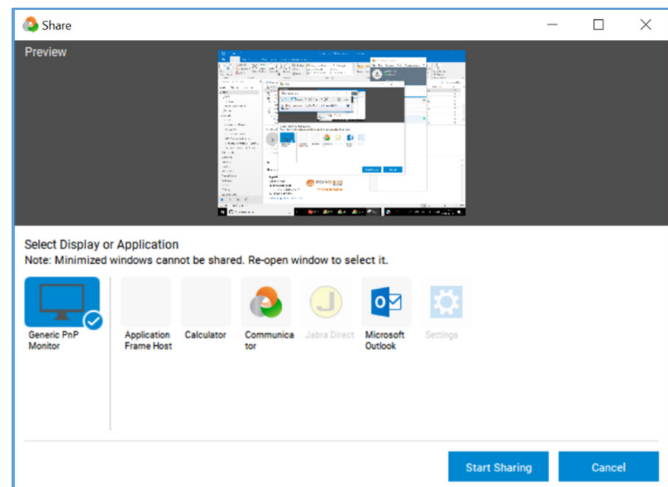 Share
Preview
Select Display or Application
Note: Minimized windows cannot be shared. Re-open window to select it.
Generic PnP
Monitor
Application
Frame Host
Calculator
Communica
tor
Jabra Direct
Microsoft
Outlook
Settings
Start Sharing
Cancel